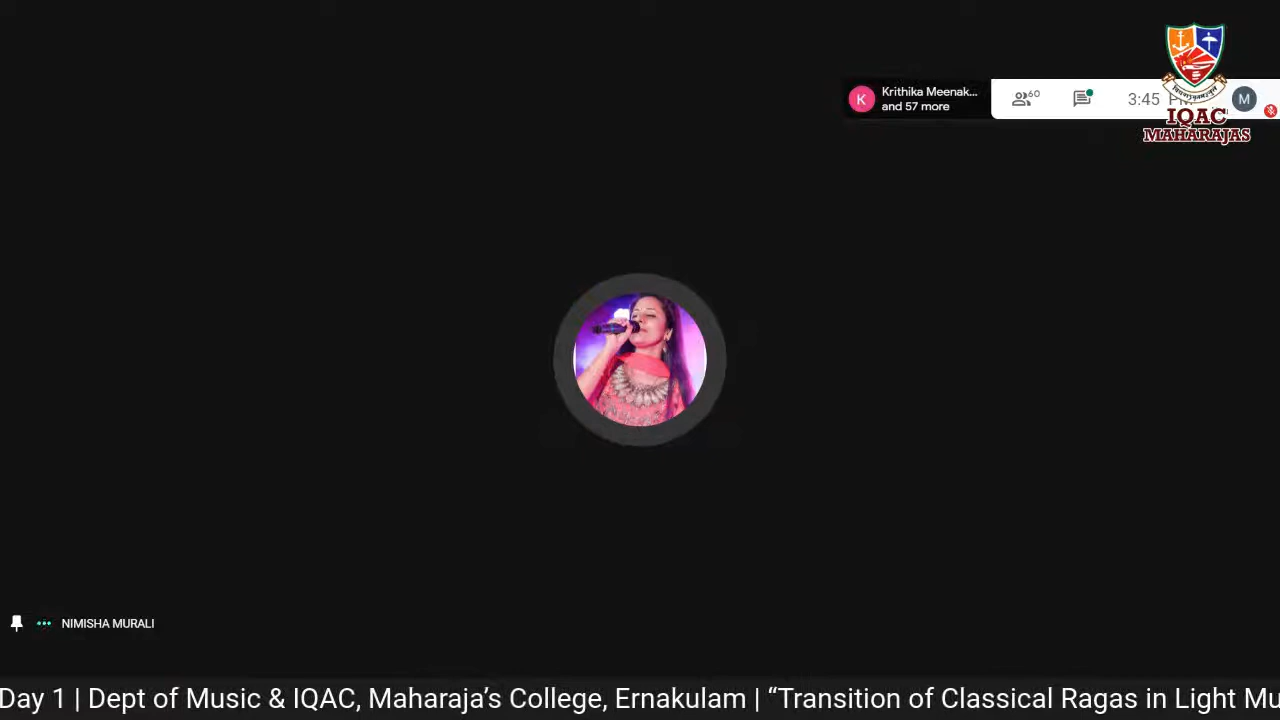 Krithika Meenak...
and 57 more
K
60
3:45 PM
M
IQAC
MAHARAJAS
NIMISHA MURALI
Day 1 | Dept of Music & IQAC, Maharaja’s College, Ernakulam | “Transition of Classical Ragas in Light Mu